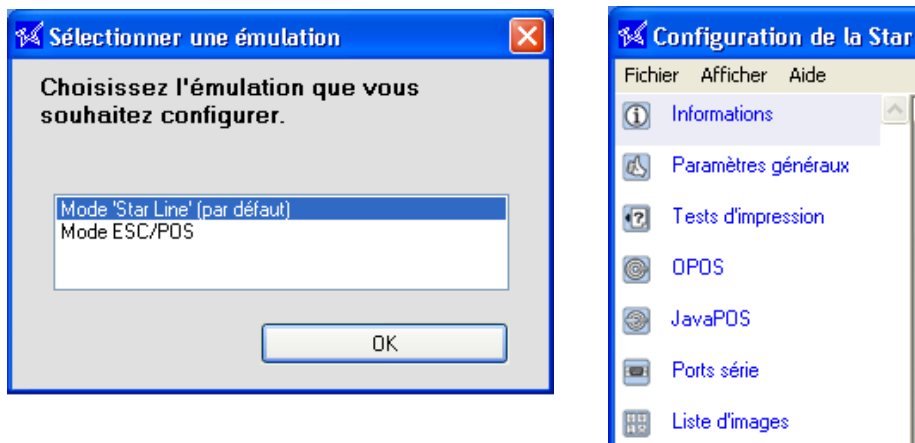 Sélectionner une émulation
Choisissez l'émulation que vous
souhaitez configurer.
Mode 'Star Line' (par défaut)
Mode ESC/POS
OK
Configuration de la Star
Fichier Afficher Aide
Informations
Paramètres généraux
Tests d'impression
OPOS
JavaPOS
Ports série
Liste d'images